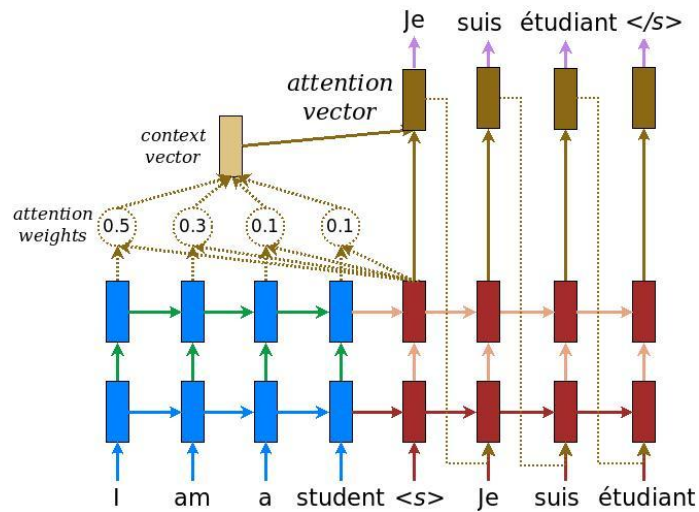 Je suis étudiant </s>
attention
vector
context
vector
attention
weights
0.5 0.3 0.1 0.1
I am a student <s> Je suis étudiant